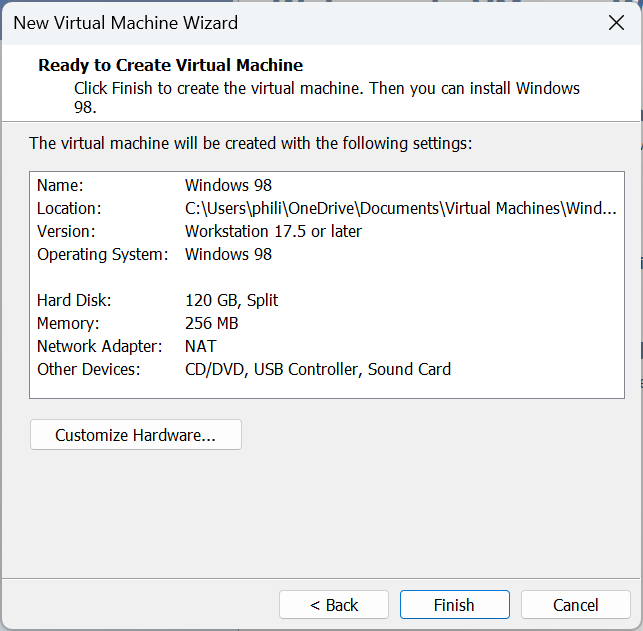 New Virtual Machine Wizard
Ready to Create Virtual Machine
Click Finish to create the virtual machine. Then you can install Windows
98.
The virtual machine will be created with the following settings:
Name: Windows 98
Location: C:\Users\phili\OneDrive\Documents\Virtual Machines\Wind...
Version: Workstation 17.5 or later
Operating System: Windows 98
Hard Disk: 120 GB, Split
Memory: 256 MB
Network Adapter: NAT
Other Devices: CD/DVD, USB Controller, Sound Card
Customize Hardware...
< Back Finish Cancel